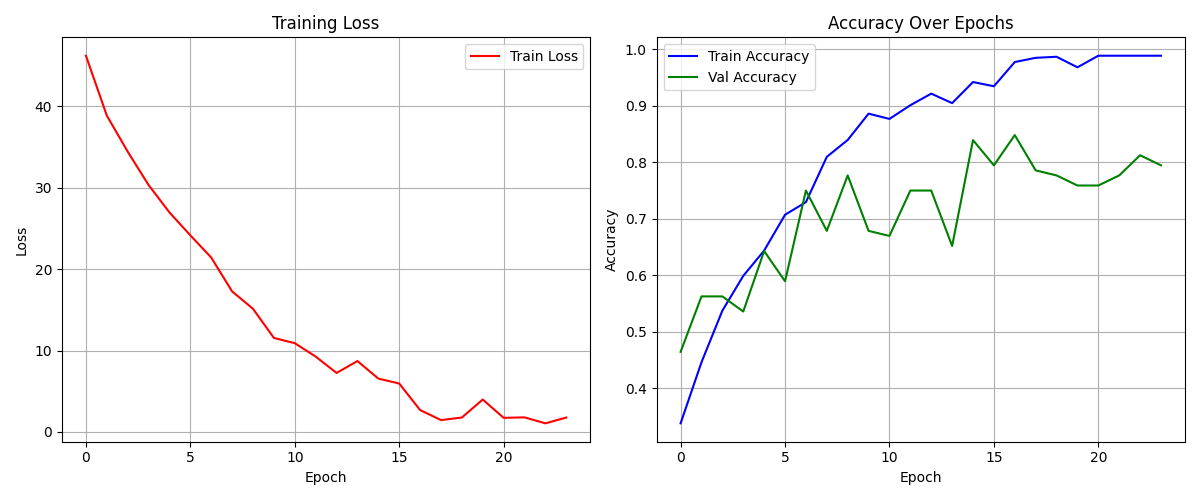 Training Loss
Train Loss
Loss
40
30
20
10
0
0 5 10 15 20
Epoch
Accuracy Over Epochs
Train Accuracy
Val Accuracy
Accuracy
1.0
0.9
0.8
0.7
0.6
0.5
0.4
0 5 10 15 20
Epoch